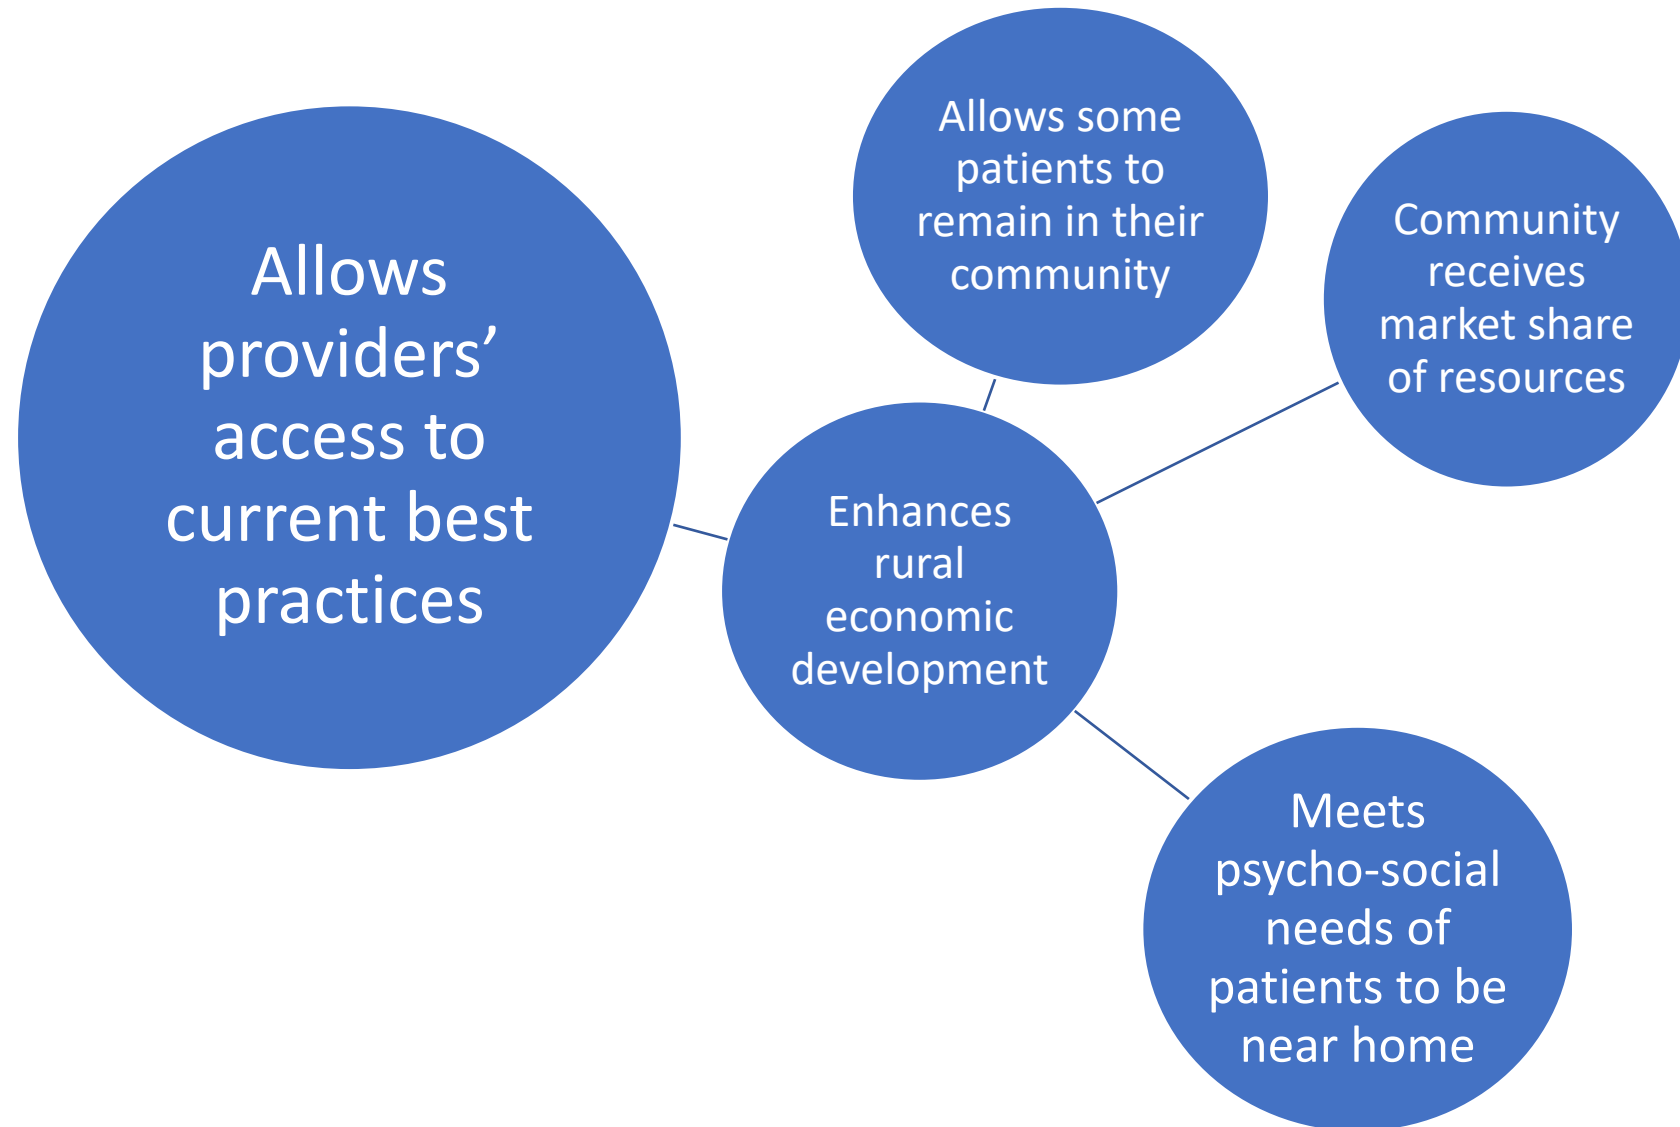 Allows
providers’
access to
current best
practices
Allows some
patients to
remain in their
community
Community
receives
market share
of resources
Enhances
rural
economic
development
Meets
psycho-social
needs of
patients to be
near home